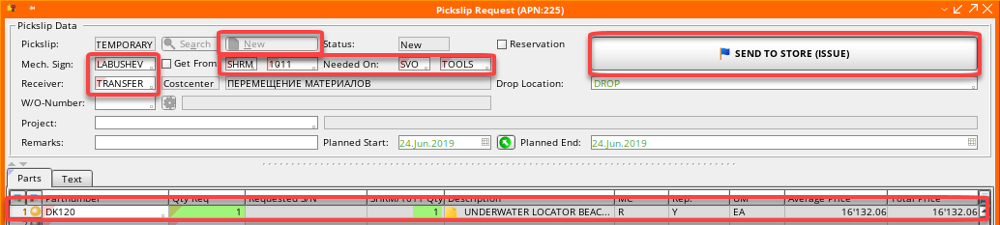 Pickslip Request (APN:225)
Pickslip Data
Pickslip: TEMPORARY Search New Status: New Reservation
SEND TO STORE (ISSUE)
Mech. Sign: LABUSHEV Get From SHRM 1011 Needed On: SVO TOOLS
Receiver: TRANSFER Costcenter ПЕРЕМЕЩЕНИЕ МАТЕРИАЛОВ Drop Location: DROP
W/O-Number:
Project:
Remarks: Planned Start: 24.Jun.2019 Planned End: 24.Jun.2019
Parts Text
Partnumber Qty Req Requested S/N SHRM/1011 Qty Description MC Rep. UM Average Price Total Price
1 DK120 1 1 UNDERWATER LOCATOR BEAC... R Y EA 16'132.06 16'132.06